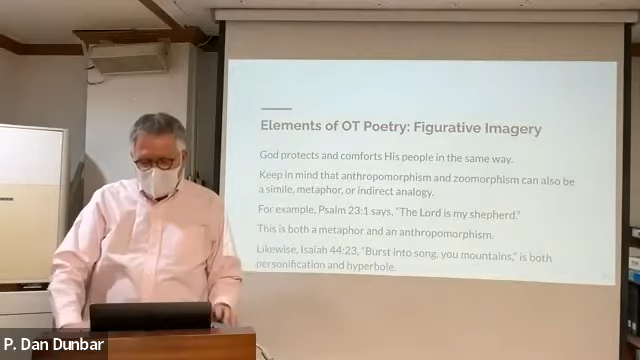 Elements of OT Poetry: Figurative Imagery
God protects and comforts His people in the same way.
Keep in mind that anthropomorphism and zoomorphism can also be
a simile, metaphor, or indirect analogy.
For example, Psalm 23:1 says, "The Lord is my shepherd."
This is both a metaphor and an anthropomorphism.
Likewise, Isaiah 44:23, "Burst into song, you mountains," is both
personification and hyperbole.
P. Dan Dunbar